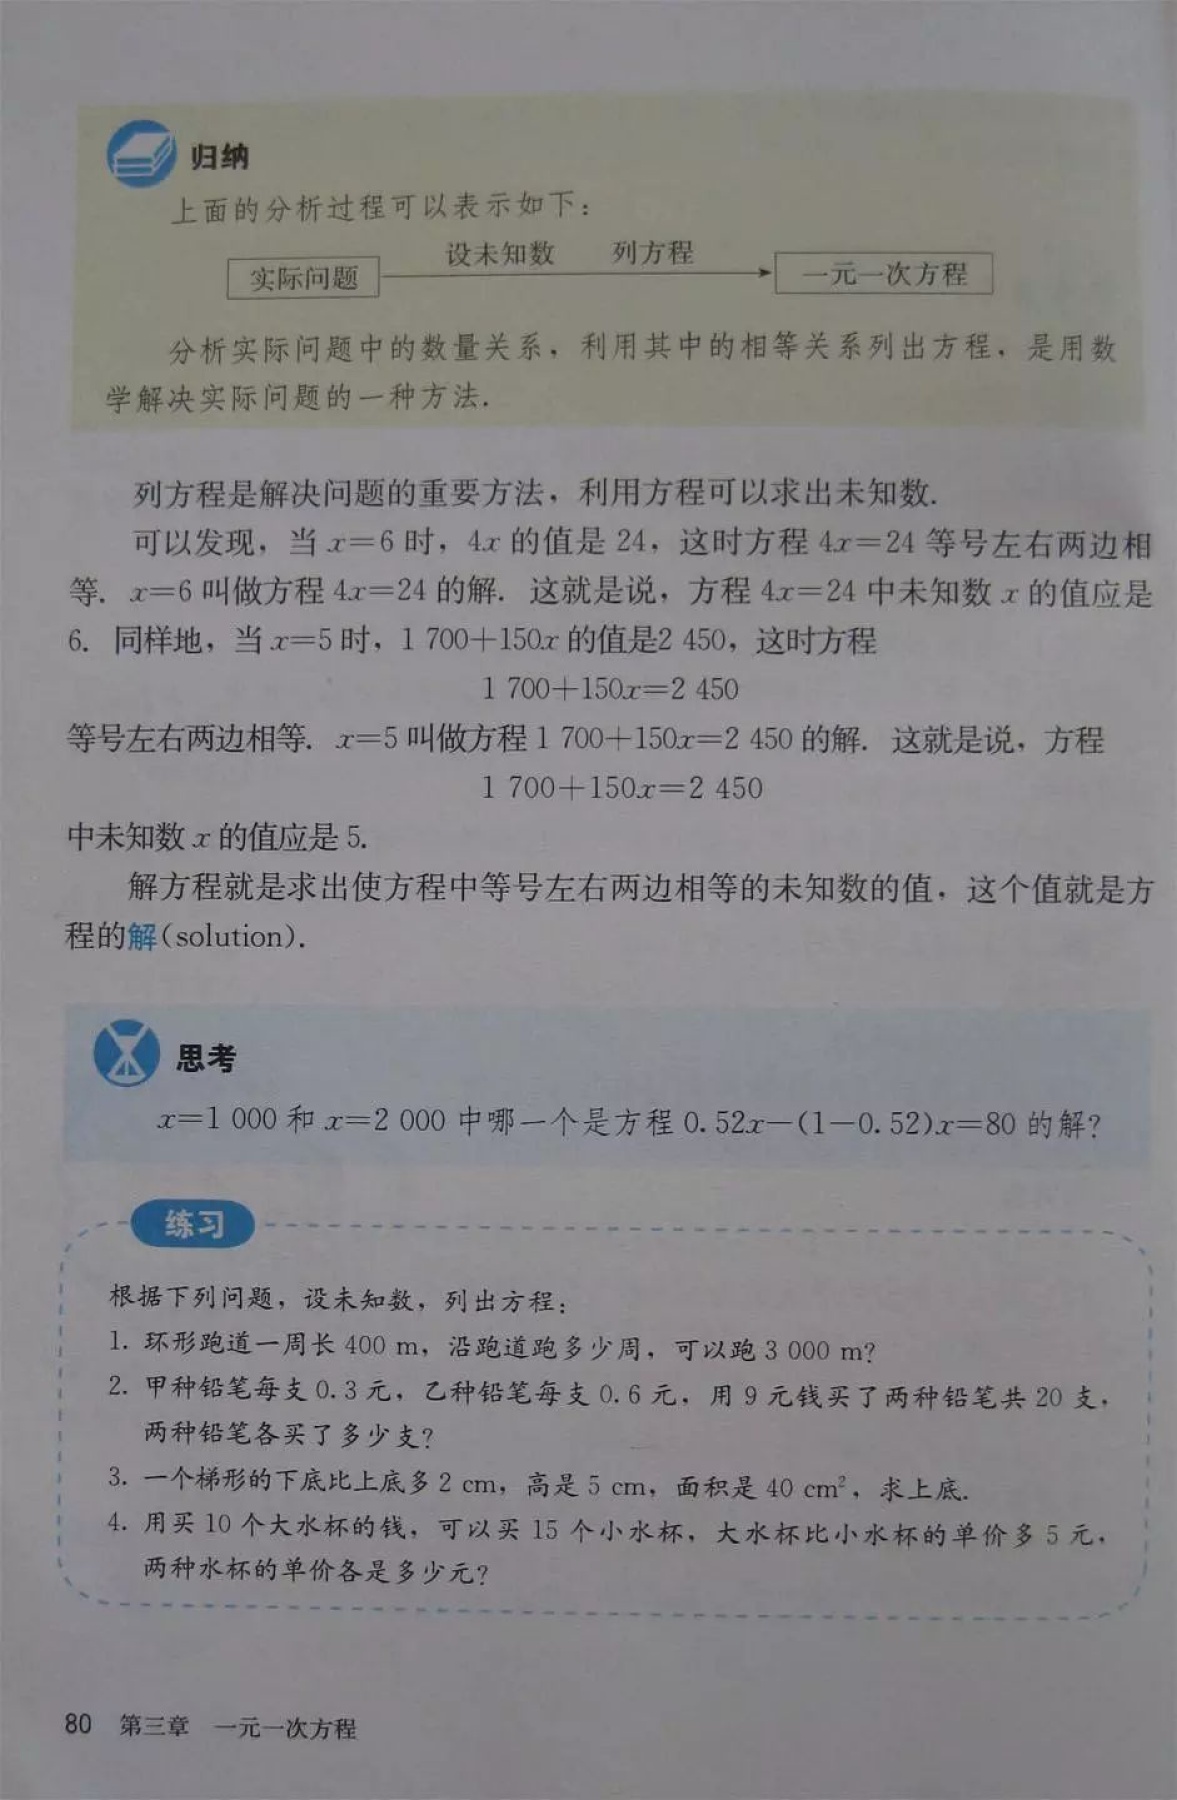 归纳
上面的分析过程可以表示如下：
设未知数 列方程
实际问题 一元一次方程
分析实际问题中的数量关系，利用其中的相等关系列出方程，是用数
学解决实际问题的一种方法.
列方程是解决问题的重要方法，利用方程可以求出未知数.
可以发现，当 x=6 时，4x 的值是 24，这时方程 4x=24 等号左右两边相
等. x=6 叫做方程 4x=24 的解. 这就是说，方程 4x=24 中未知数 x 的值应是
6. 同样地，当 x=5 时，1 700+150x 的值是2 450，这时方程
1 700+150x=2 450
等号左右两边相等. x=5 叫做方程 1 700+150x=2 450 的解. 这就是说，方程
1 700+150x=2 450
中未知数 x 的值应是 5.
解方程就是求出使方程中等号左右两边相等的未知数的值，这个值就是方
程的解(solution).
思考
x=1 000 和 x=2 000 中哪一个是方程 0.52x-(1-0.52)x=80 的解?
练习
根据下列问题，设未知数，列出方程：
1. 环形跑道一周长 400 m，沿跑道跑多少周，可以跑 3 000 m?
2. 甲种铅笔每支 0.3 元，乙种铅笔每支 0.6 元，用 9 元钱买了两种铅笔共 20 支，
两种铅笔各买了多少支?
3. 一个梯形的下底比上底多 2 cm，高是 5 cm，面积是 40 cm²，求上底.
4. 用买 10 个大水杯的钱，可以买 15 个小水杯，大水杯比小水杯的单价多 5 元，
两种水杯的单价各是多少元?
80 第三章 一元一次方程